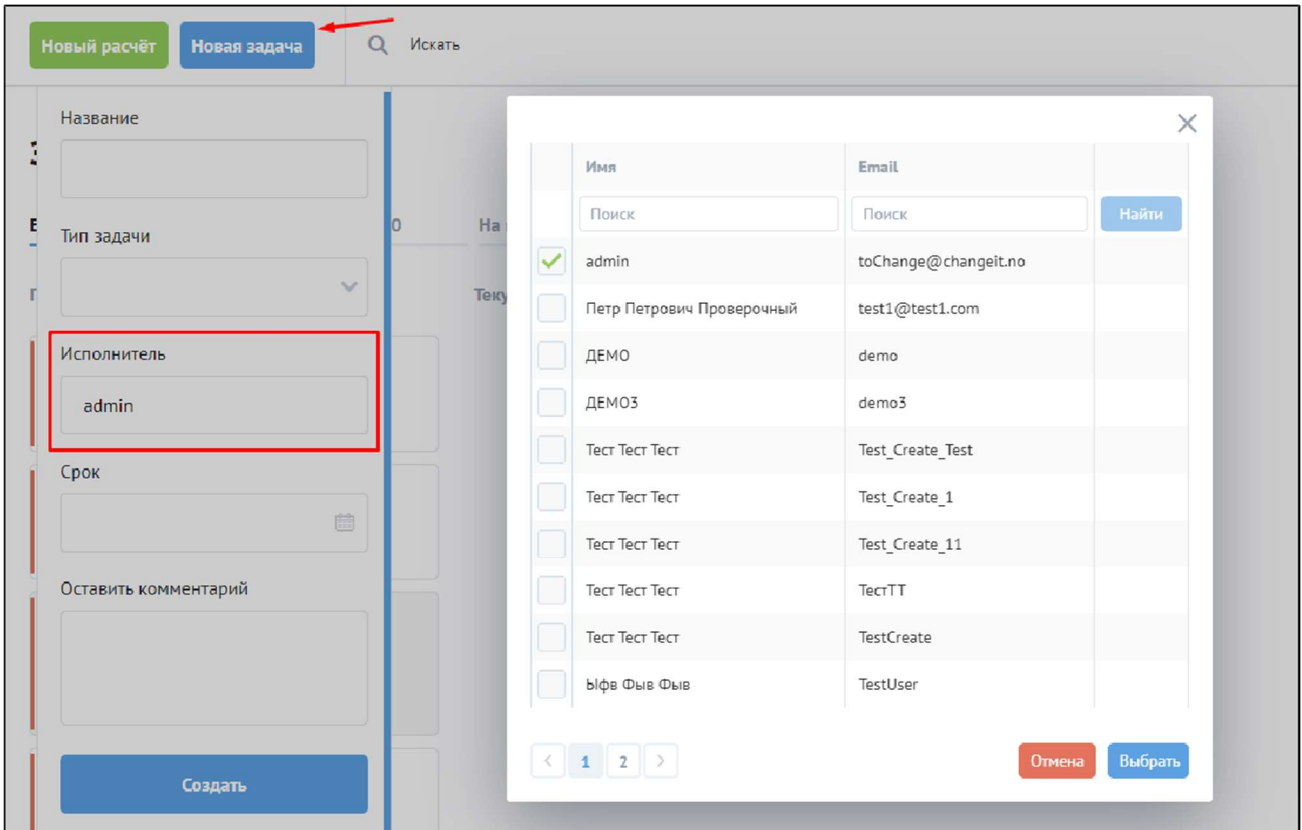 Новый расчёт
Новая задача
Искать
Название
Тип задачи
Исполнитель
admin
Срок
Оставить комментарий
Создать
0
На
Теку
Имя Email
Поиск Поиск Найти
admin toChange@changeit.no
Петр Петрович Проверочный test1@test1.com
ДЕМО demo
ДЕМО3 demo3
Тест Тест Тест Test_Create_Test
Тест Тест Тест Test_Create_1
Тест Тест Тест Test_Create_11
Тест Тест Тест ТестТТ
Тест Тест Тест TestCreate
Ыфв Фыв Фыв TestUser
1 2
Отмена Выбрать